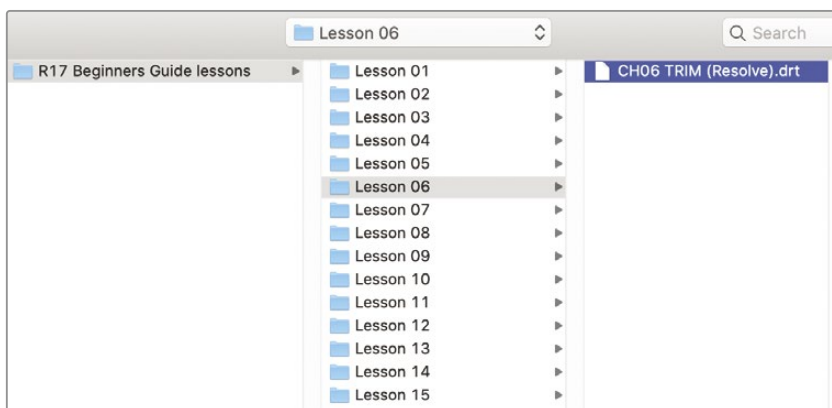 Lesson 06
Search
R17 Beginners Guide lessons
Lesson 01
Lesson 02
Lesson 03
Lesson 04
Lesson 05
Lesson 06
Lesson 07
Lesson 08
Lesson 09
Lesson 10
Lesson 11
Lesson 12
Lesson 13
Lesson 14
Lesson 15
CH06 TRIM (Resolve).drt